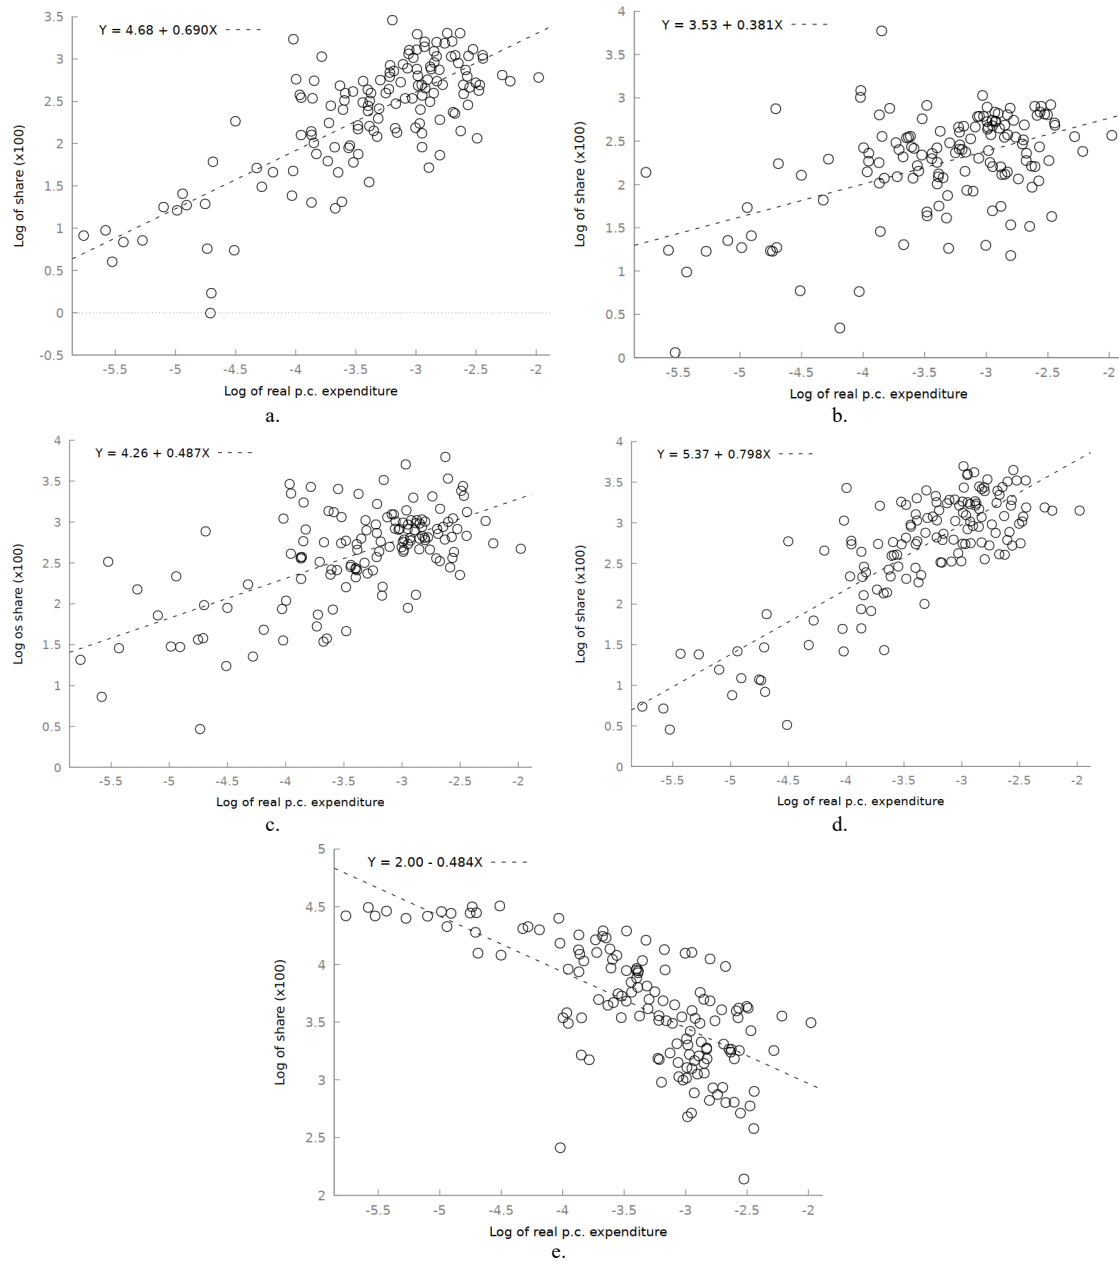 Y = 4.68 + 0.690X
3.5
3
2.5
2
1.5
1
0.5
0
-0.5
Log of share (x100)
-5.5 -5 -4.5 -4 -3.5 -3 -2.5 -2
Log of real p.c. expenditure
a.
Y = 3.53 + 0.381X
4
3.5
3
2.5
2
1.5
1
0.5
0
Log of share (x100)
-5.5 -5 -4.5 -4 -3.5 -3 -2.5 -2
Log of real p.c. expenditure
b.
Y = 4.26 + 0.487X
4
3.5
3
2.5
2
1.5
1
0.5
0
Log os share (x100)
-5.5 -5 -4.5 -4 -3.5 -3 -2.5 -2
Log of real p.c. expenditure
c.
Y = 5.37 + 0.798X
4
3.5
3
2.5
2
1.5
1
0.5
0
Log of share (x100)
-5.5 -5 -4.5 -4 -3.5 -3 -2.5 -2
Log of real p.c. expenditure
d.
Y = 2.00 - 0.484X
5
4.5
4
3.5
3
2.5
2
Log of share (x100)
-5.5 -5 -4.5 -4 -3.5 -3 -2.5 -2
Log of real p.c. expenditure
e.